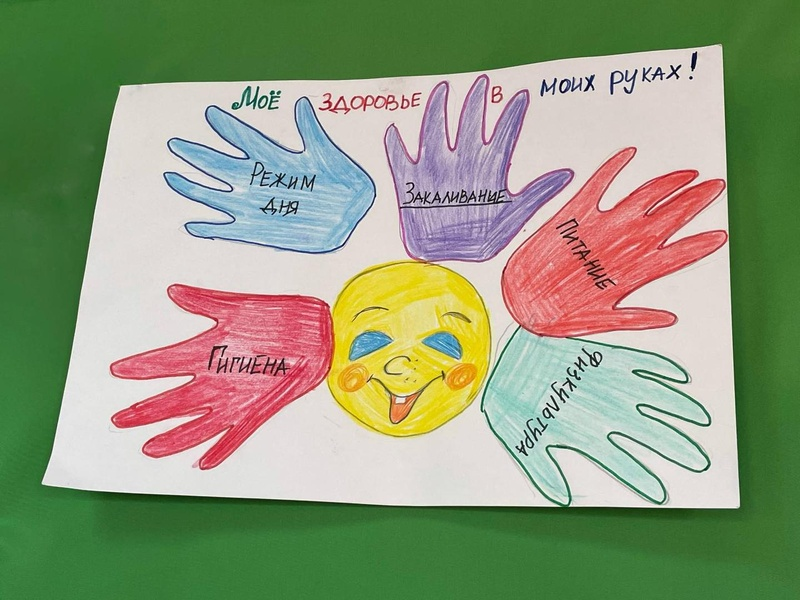 Моё здоровье в моих руках!
Режим
дня
Закаливание
Питание
Гигиена
Физкультура